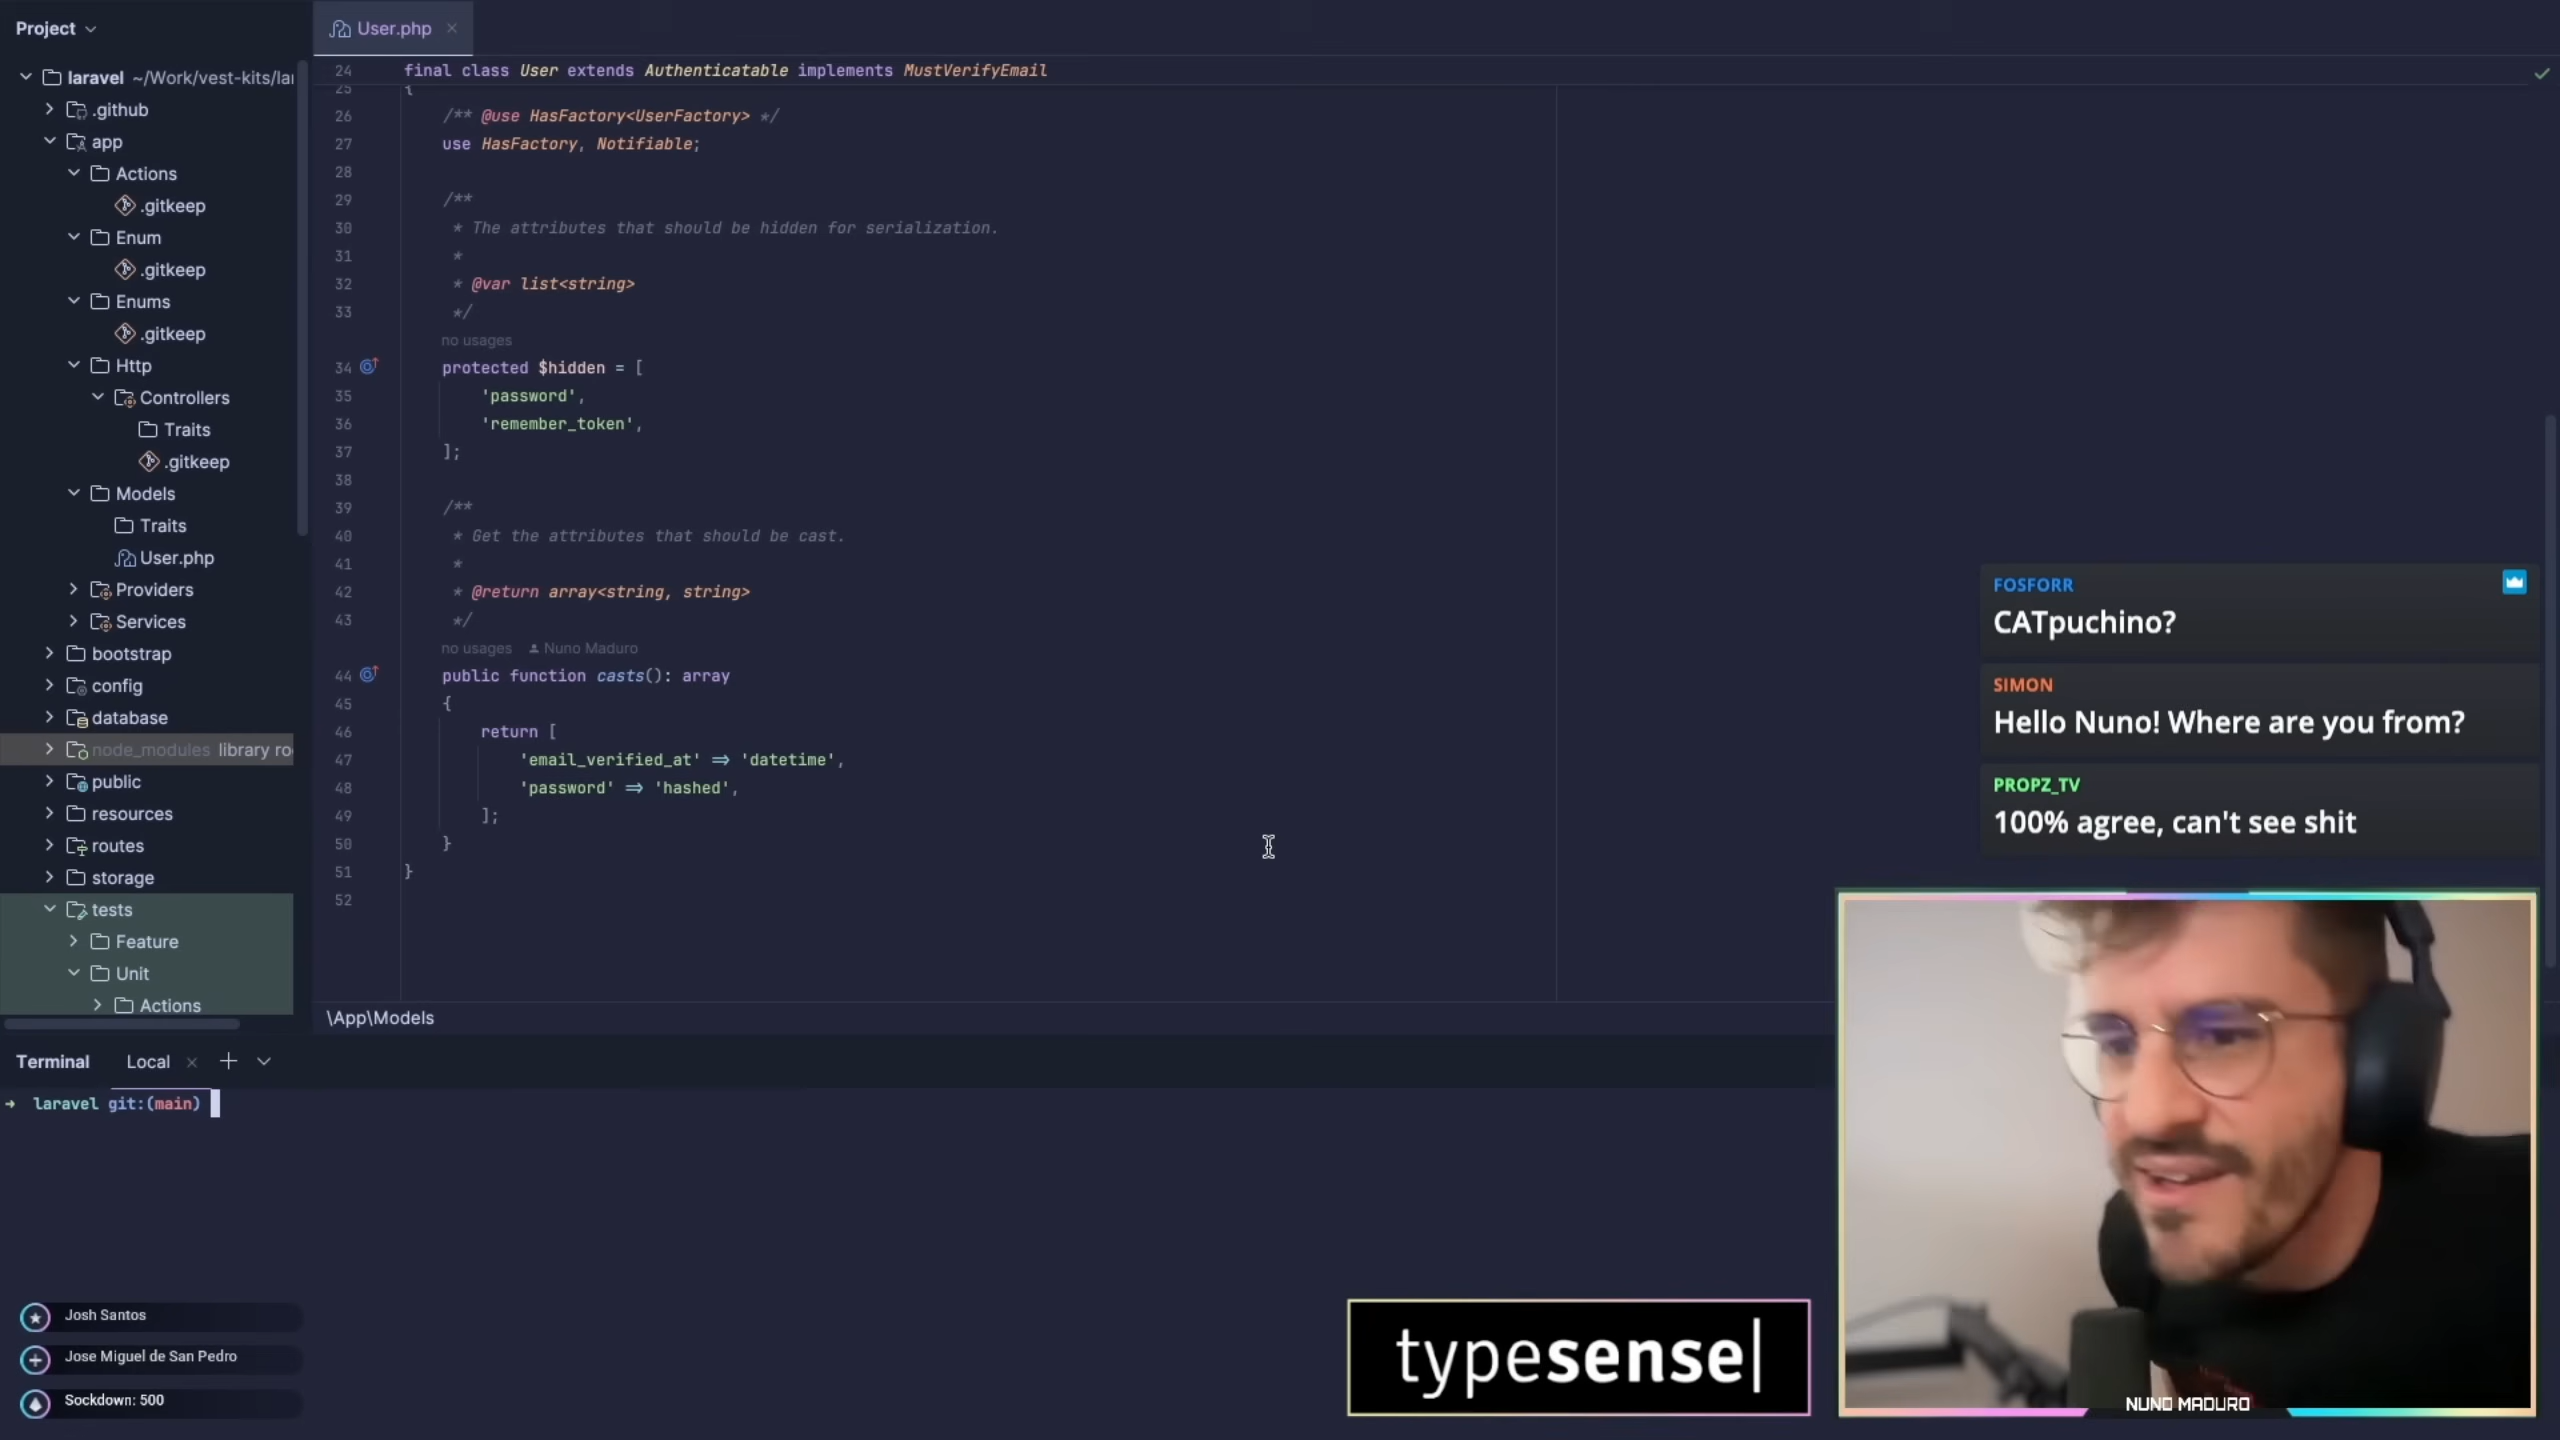 Project
laravel ~/Work/vest-kits/lar
.github
app
Actions
.gitkeep
Enum
.gitkeep
Enums
.gitkeep
Http
Controllers
Traits
.gitkeep
Models
Traits
User.php
Providers
Services
bootstrap
config
database
node_modules library ro
public
resources
routes
storage
tests
Feature
Unit
Actions
User.php
24 final class User extends Authenticatable implements MustVerifyEmail
25 {
26 /** @use HasFactory<UserFactory> */
27 use HasFactory, Notifiable;
28
29 /**
30 * The attributes that should be hidden for serialization.
31 *
32 * @var list<string>
33 */
no usages
34 protected $hidden = [
35 'password',
36 'remember_token',
37 ];
38
39 /**
40 * Get the attributes that should be cast.
41 *
42 * @return array<string, string>
43 */
no usages Nuno Maduro
44 public function casts(): array
45 {
46 return [
47 'email_verified_at' => 'datetime',
48 'password' => 'hashed',
49 ];
50 }
51 }
52
\App\Models
FOSFORR
CATpuchino?
SIMON
Hello Nuno! Where are you from?
PROPZ_TV
100% agree, can't see shit
Terminal Local
→ laravel git:(main)
Josh Santos
Jose Miguel de San Pedro
Sockdown: 500
typesense|
NUNO MADURO